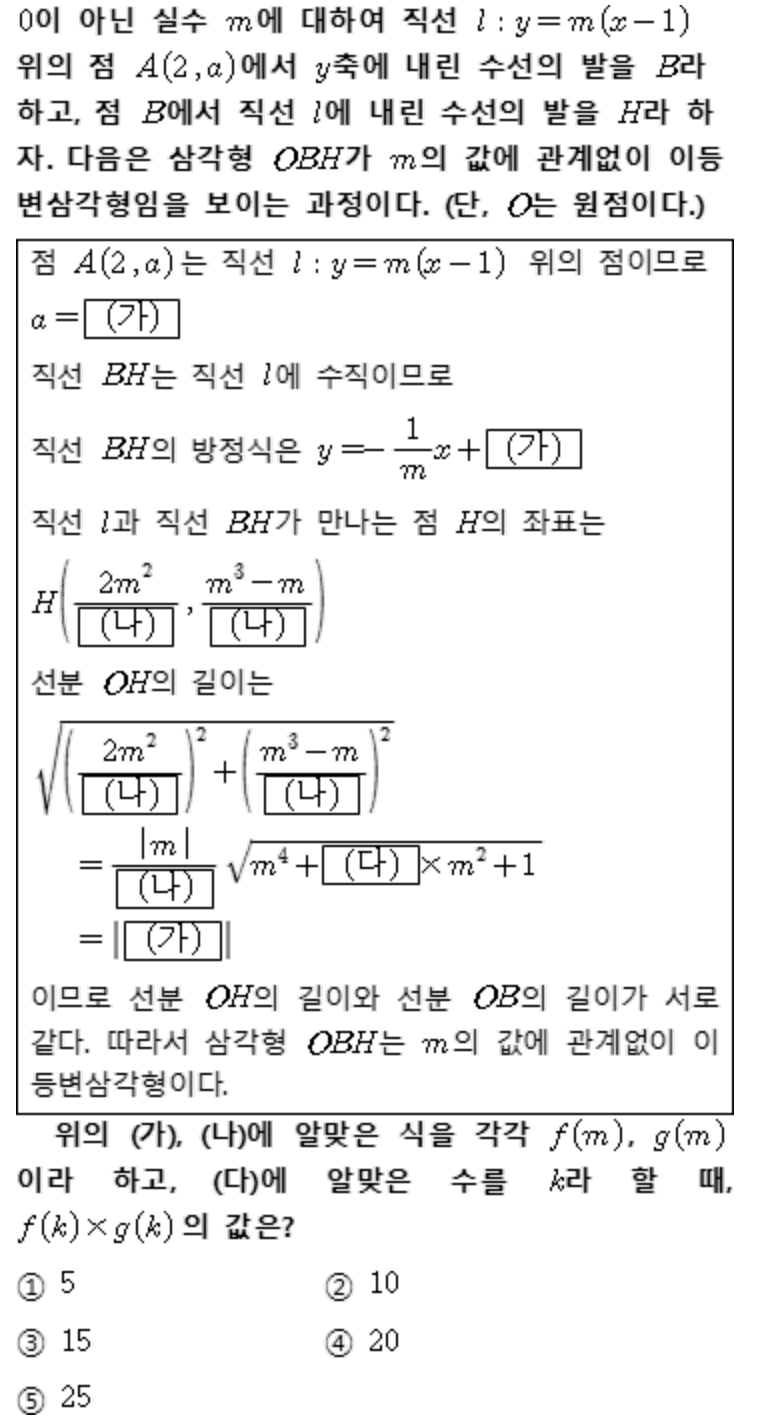 0이 아닌 실수 m에 대하여 직선 l : y = m(x−1)
위의 점 A(2, a)에서 y축에 내린 수선의 발을 B라
하고, 점 B에서 직선 l에 내린 수선의 발을 H라 하
자. 다음은 삼각형 OBH가 m의 값에 관계없이 이등
변삼각형임을 보이는 과정이다. (단, O는 원점이다.)
점 A(2, a)는 직선 l : y = m(x−1) 위의 점이므로
a = (가)
직선 BH는 직선 l에 수직이므로
직선 BH의 방정식은 y = −1/m x + (가)
직선 l과 직선 BH가 만나는 점 H의 좌표는
H(2m²/(나), (m³−m)/(나))
선분 OH의 길이는
√((2m²/(나))² + ((m³−m)/(나))²)
= |m|/(나) √(m⁴ + (다) × m² + 1)
= |(가)|
이므로 선분 OH의 길이와 선분 OB의 길이가 서로
같다. 따라서 삼각형 OBH는 m의 값에 관계없이 이
등변삼각형이다.
위의 (가), (나)에 알맞은 식을 각각 f(m), g(m)
이라 하고, (다)에 알맞은 수를 k라 할 때,
f(k)×g(k)의 값은?
① 5 ② 10
③ 15 ④ 20
⑤ 25